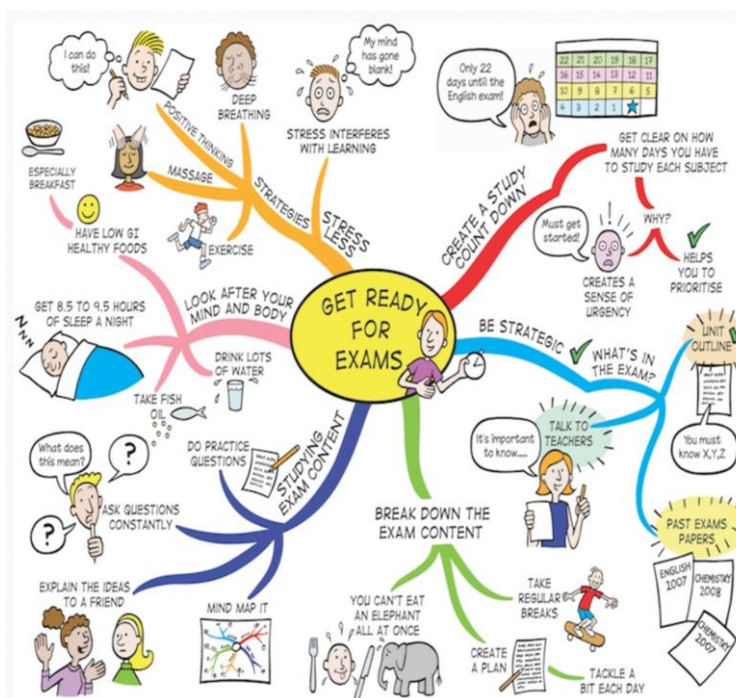 GET READY
FOR
EXAMS
CREATE A STUDY
COUNT DOWN
Only 22
days until the
English exam!
22 21 20 19 18 17
16 15 14 13 12 11
10 9 8 7 6 5
4 3 2 1
GET CLEAR ON HOW
MANY DAYS YOU HAVE
TO STUDY EACH SUBJECT
WHY?
Must get
started!
CREATES A
SENSE OF
URGENCY
HELPS
YOU TO
PRIORITISE
BE STRATEGIC
WHAT'S IN
THE EXAM?
UNIT
OUTLINE
You must
know X,Y,Z
TALK TO
TEACHERS
It's important
to know....
PAST EXAMS
PAPERS
ENGLISH
2007
CHEMISTRY
2008
CHEMISTRY
2007
BREAK DOWN THE
EXAM CONTENT
TAKE
REGULAR
BREAKS
CREATE
A PLAN
TACKLE A
BIT EACH DAY
YOU CAN'T EAT
AN ELEPHANT
ALL AT ONCE
STUDYING
EXAM CONTENT
DO PRACTICE
QUESTIONS
What does
this mean?
?
?
ASK QUESTIONS
CONSTANTLY
EXPLAIN THE IDEAS
TO A FRIEND
MIND MAP IT
LOOK AFTER YOUR
MIND AND BODY
ESPECIALLY
BREAKFAST
HAVE LOW GI
HEALTHY FOODS
GET 8.5 TO 9.5 HOURS
OF SLEEP A NIGHT
Z N N N
TAKE FISH
OIL
DRINK LOTS
OF WATER
STRESS
LESS
STRATEGIES
I can do
this!
POSITIVE THINKING
MASSAGE
EXERCISE
DEEP
BREATHING
My mind
has gone
blank!
STRESS INTERFERES
WITH LEARNING